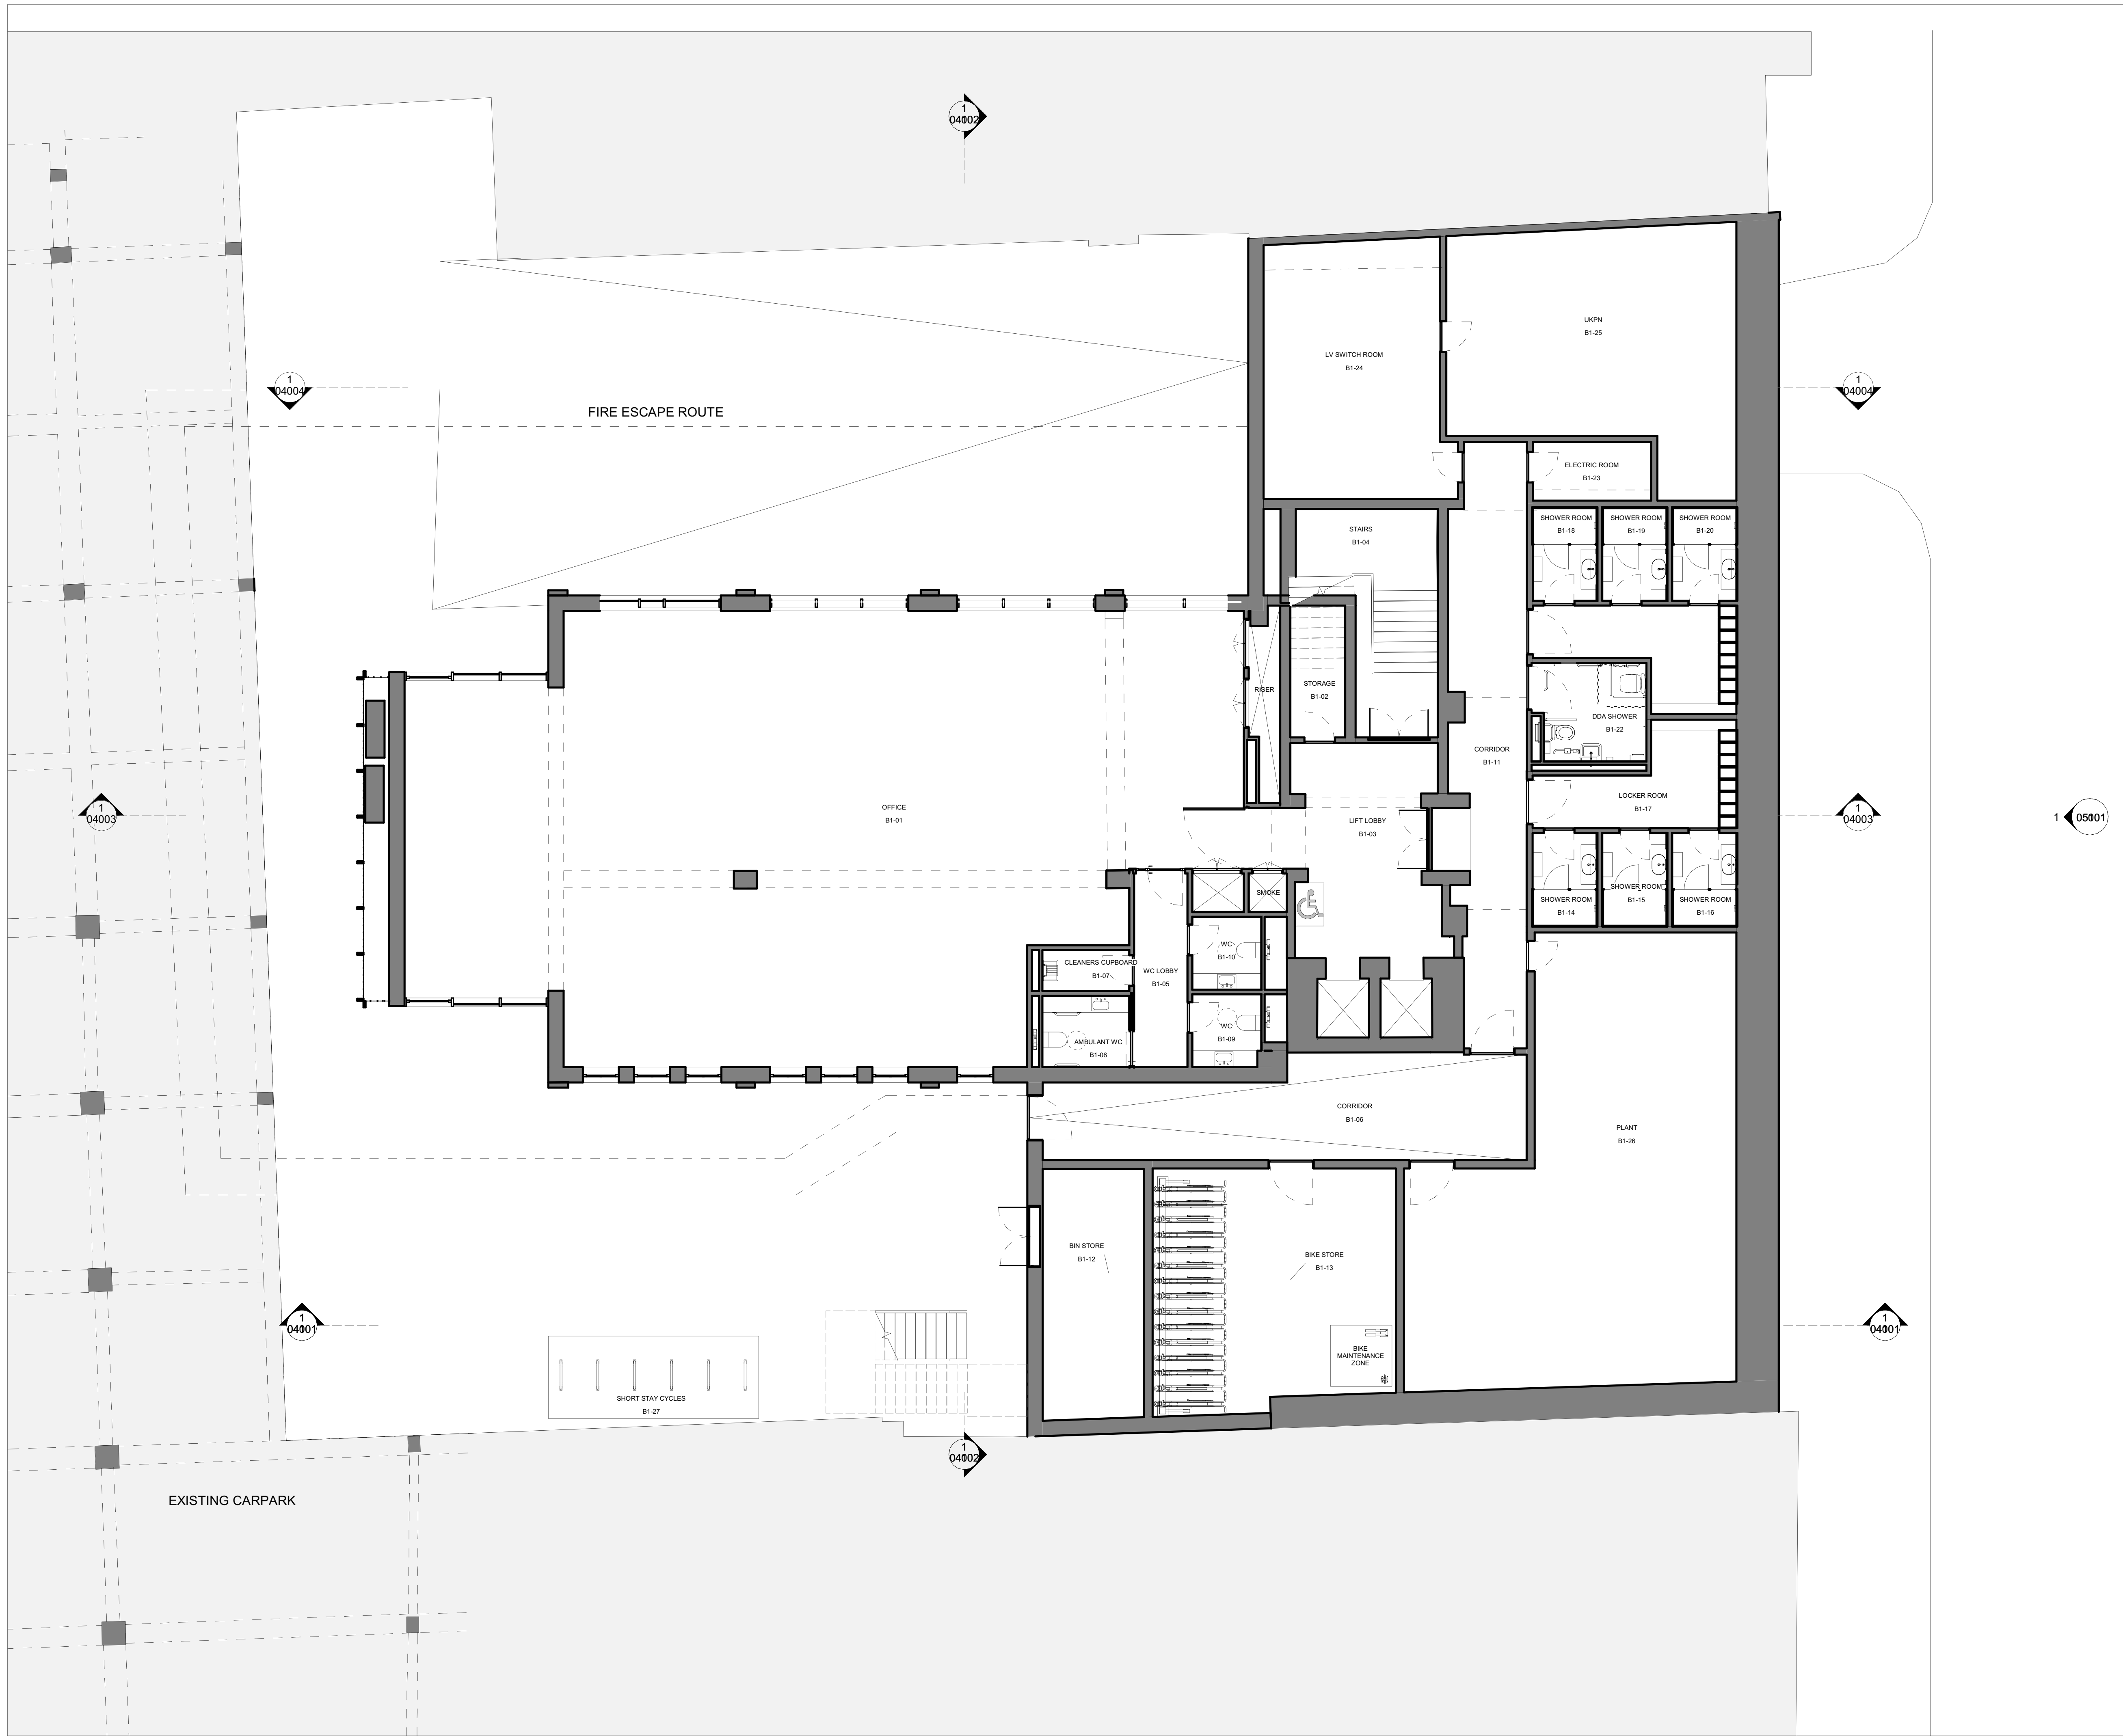 1
04002
UKPN
B1-25
LV SWITCH ROOM
B1-24
1
04004
1
04004
FIRE ESCAPE ROUTE
ELECTRIC ROOM
B1-23
SHOWER ROOM
B1-18
SHOWER ROOM
B1-19
SHOWER ROOM
B1-20
STAIRS
B1-04
STORAGE
B1-02
RISER
DDA SHOWER
B1-22
CORRIDOR
B1-11
LOCKER ROOM
B1-17
OFFICE
B1-01
LIFT LOBBY
B1-03
1
04003
1
04003
1
SMOKE
SHOWER ROOM
B1-14
SHOWER ROOM
B1-15
SHOWER ROOM
B1-16
WC
B1-10
CLEANERS CUPBOARD
B1-07
WC LOBBY
B1-05
WC
B1-09
AMBULANT WC
B1-08
CORRIDOR
B1-06
PLANT
B1-26
BIN STORE
B1-12
BIKE STORE
B1-13
1
04001
1
04001
BIKE
MAINTENANCE
ZONE
SHORT STAY CYCLES
B1-27
1
04002
EXISTING CARPARK